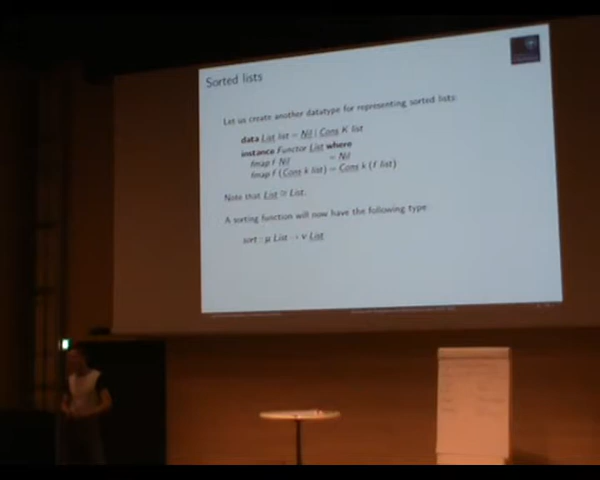 Sorted lists
Let us create another datatype for representing sorted lists:
data List list = Nil | Cons K list
instance Functor List where
fmap f Nil = Nil
fmap f (Cons k list) = Cons k (f list)
Note that List ≅ List.
A sorting function will now have the following type
sort : μ List → ν List